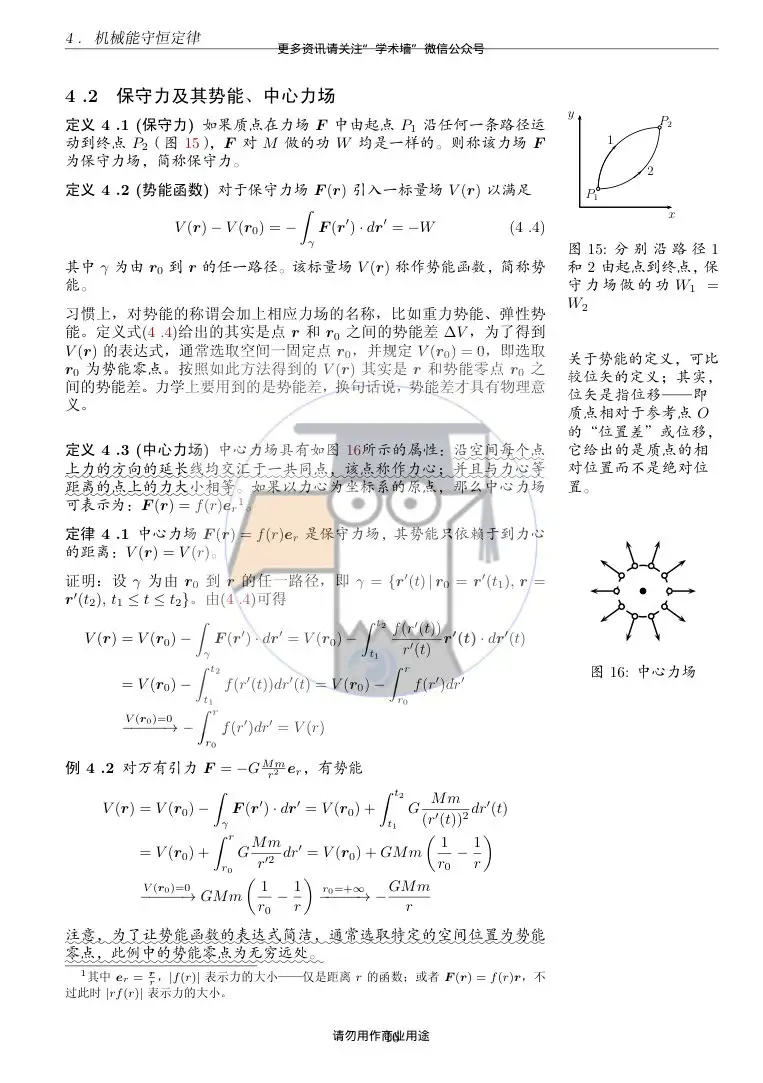 4 . 机械能守恒定律
更多资讯请关注“学术墙”微信公众号
4 .2 保守力及其势能、中心力场
定义 4 .1 (保守力) 如果质点在力场 F 中由起点 P₁ 沿任何一条路径运
动到终点 P₂ (图 15), F 对 M 做的功 W 均是一样的。则称该力场 F
为保守力场，简称保守力。
定义 4 .2 (势能函数) 对于保守力场 F(r) 引入一标量场 V(r) 以满足
V(r) − V(r₀) = −∫_γ F(r′) · dr′ = −W (4 .4)
其中 γ 为由 r₀ 到 r 的任一路径。该标量场 V(r) 称作势能函数，简称势
能。
习惯上，对势能的称谓会加上相应力场的名称，比如重力势能、弹性势
能。定义式(4 .4)给出的其实是点 r 和 r₀ 之间的势能差 ΔV，为了得到
V(r) 的表达式，通常选取空间一固定点 r₀，并规定 V(r₀) = 0，即选取
r₀ 为势能零点。按照如此方法得到的 V(r) 其实是 r 和势能零点 r₀ 之
间的势能差。力学上要用到的是势能差，换句话说，势能差才具有物理意
义。
定义 4 .3 (中心力场) 中心力场具有如图 16所示的属性：沿空间每个点
上力的方向的延长线均交汇于一共同点，该点称作力心；并且与力心等
距离的点上的力大小相等。如果以力心为坐标系的原点，那么中心力场
可表示为：F(r) = f(r)eᵣ¹。
定律 4 .1 中心力场 F(r) = f(r)eᵣ 是保守力场，其势能只依赖于到力心
的距离：V(r) = V(r)。
证明：设 γ 为由 r₀ 到 r 的任一路径，即 γ = {r′(t) | r₀ = r′(t₁), r =
r′(t₂), t₁ ≤ t ≤ t₂}。由(4 .4)可得
V(r) = V(r₀) − ∫_γ F(r′) · dr′ = V(r₀) − ∫_{t₁}^{t₂} f(r′(t))/r′(t) r′(t) · dr′(t)
= V(r₀) − ∫_{t₁}^{t₂} f(r′(t))dr′(t) = V(r₀) − ∫_{r₀}^{r} f(r′)dr′
V(r₀)=0 ⟶ −∫_{r₀}^{r} f(r′)dr′ = V(r)
例 4 .2 对万有引力 F = −G Mm/r² eᵣ，有势能
V(r) = V(r₀) − ∫_γ F(r′) · dr′ = V(r₀) + ∫_{t₁}^{t₂} G Mm/(r′(t))² dr′(t)
= V(r₀) + ∫_{r₀}^{r} G Mm/r′² dr′ = V(r₀) + GMm (1/r₀ − 1/r)
V(r₀)=0 ⟶ GMm (1/r₀ − 1/r) r₀=+∞ ⟶ −GMm/r
注意，为了让势能函数的表达式简洁，通常选取特定的空间位置为势能
零点，此例中的势能零点为无穷远处。
¹其中 eᵣ = r/r，|f(r)| 表示力的大小——仅是距离 r 的函数；或者 F(r) = f(r)r，不
过此时 |rf(r)| 表示力的大小。
y
P₂
1
2
P₁
x
图 15: 分别沿路径 1
和 2 由起点到终点，保
守力场做的功 W₁ =
W₂
关于势能的定义，可比
较位矢的定义；其实，
位矢是指位移——即
质点相对于参考点 O
的“位置差”或位移，
它给出的是质点的相
对位置而不是绝对位
置。
图 16: 中心力场
请勿用作商业用途